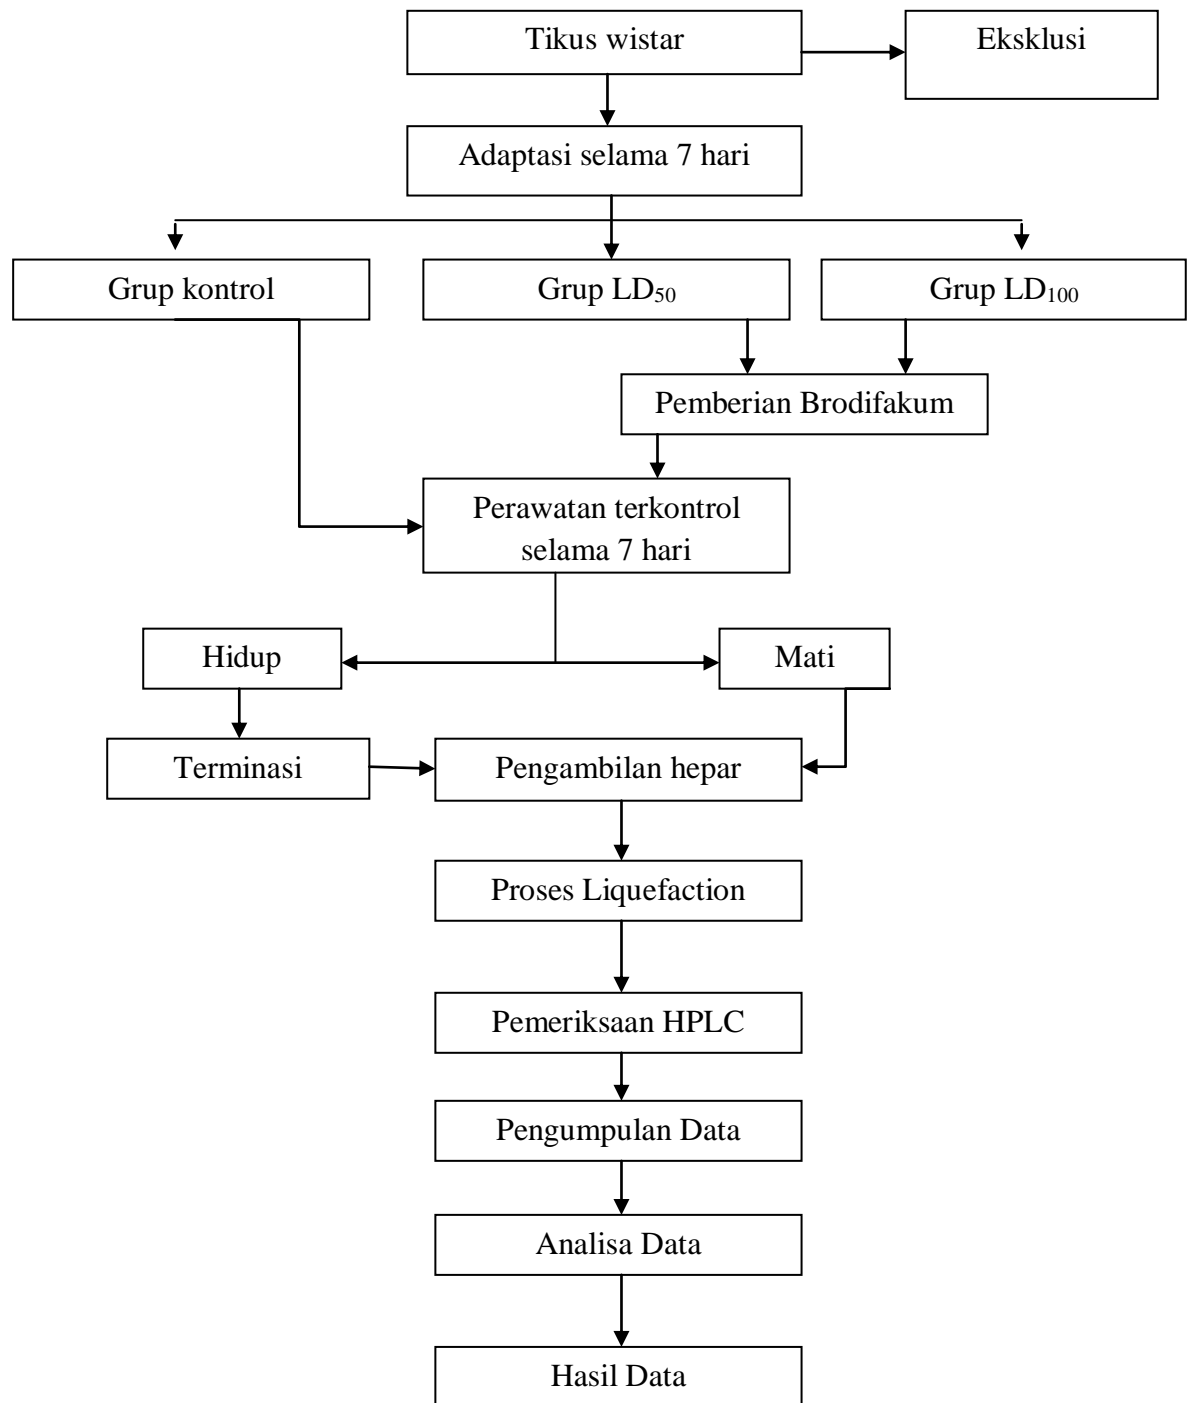 Tikus wistar
Eksklusi
Adaptasi selama 7 hari
Grup kontrol
Grup LD₅₀
Grup LD₁₀₀
Pemberian Brodifakum
Perawatan terkontrol
selama 7 hari
Hidup
Mati
Terminasi
Pengambilan hepar
Proses Liquefaction
Pemeriksaan HPLC
Pengumpulan Data
Analisa Data
Hasil Data